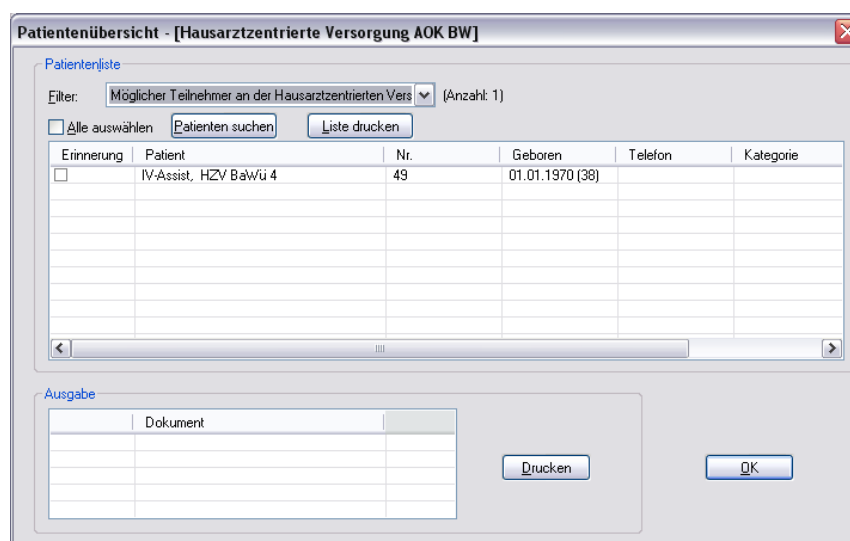 Patientenübersicht - [Hausarztzentrierte Versorgung AOK BW]
Patientenliste
Filter: Möglicher Teilnehmer an der Hausarztzentrierten Vers (Anzahl: 1)
Alle auswählen Patienten suchen Liste drucken
Erinnerung Patient Nr. Geboren Telefon Kategorie
IV-Assist, HZV BaWü 4 49 01.01.1970 (38)
Ausgabe
Dokument
Drucken OK